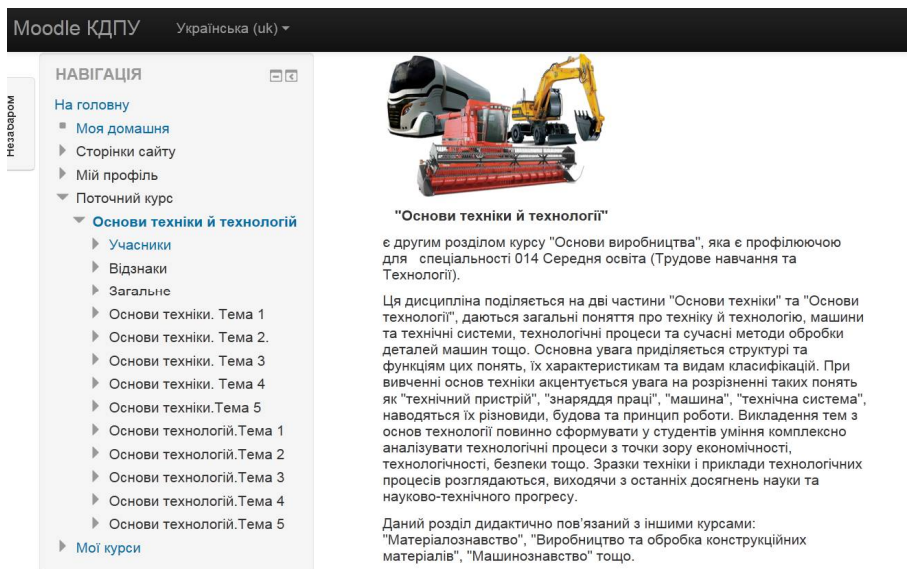 Moodle КДПУ Українська (uk)
Незабаром
НАВІГАЦІЯ
На головну
Моя домашня
Сторінки сайту
Мій профіль
Поточний курс
Основи техніки й технологій
Учасники
Відзнаки
Загальне
Основи техніки. Тема 1
Основи техніки. Тема 2.
Основи техніки. Тема 3
Основи техніки. Тема 4
Основи техніки.Тема 5
Основи технологій.Тема 1
Основи технологій.Тема 2
Основи технологій.Тема 3
Основи технологій.Тема 4
Основи технологій.Тема 5
Мої курси
"Основи техніки й технології"
є другим розділом курсу "Основи виробництва", яка є профілюючою
для спеціальності 014 Середня освіта (Трудове навчання та
Технології).
Ця дисципліна поділяється на дві частини "Основи техніки" та "Основи
технології", даються загальні поняття про техніку й технологію, машини
та технічні системи, технологічні процеси та сучасні методи обробки
деталей машин тощо. Основна увага приділяється структурі та
функціям цих понять, їх характеристикам та видам класифікацій. При
вивченні основ техніки акцентується увага на розрізненні таких понять
як "технічний пристрій", "знаряддя праці", "машина", "технічна система",
наводяться їх різновиди, будова та принцип роботи. Викладення тем з
основ технології повинно сформувати у студентів уміння комплексно
аналізувати технологічні процеси з точки зору економічності,
технологічності, безпеки тощо. Зразки техніки і приклади технологічних
процесів розглядаються, виходячи з останніх досягнень науки та
науково-технічного прогресу.
Даний розділ дидактично пов’язаний з іншими курсами:
"Матеріалознавство", "Виробництво та обробка конструкційних
матеріалів", "Машинознавство" тощо.